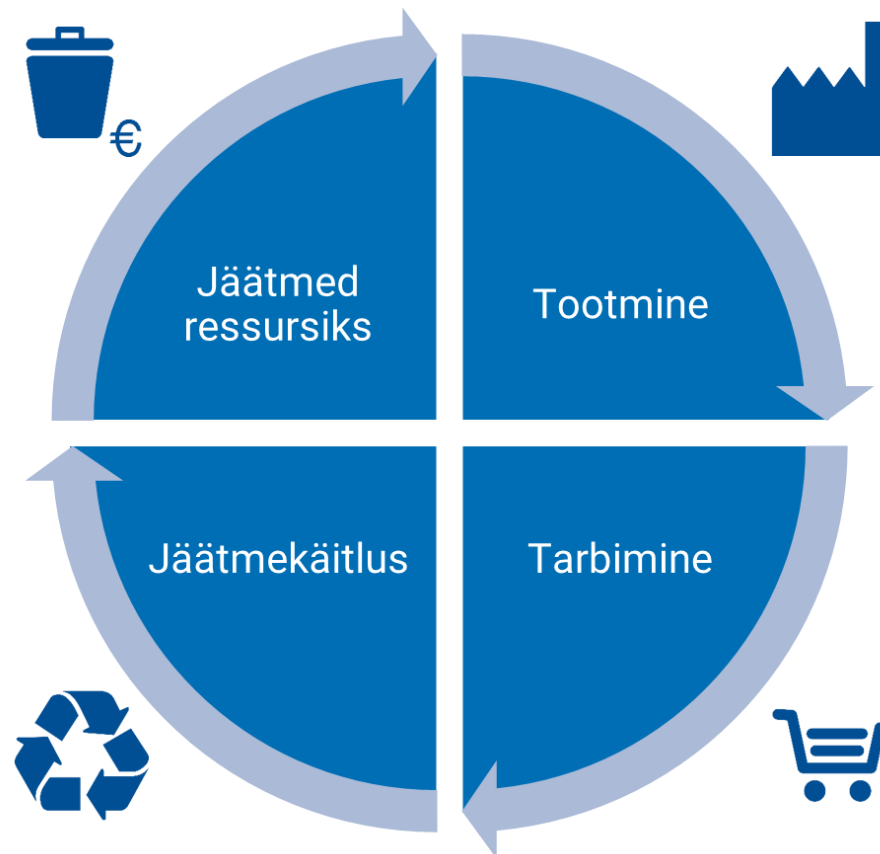 Jäätmed
ressursiks
Tootmine
Jäätmekäitlus
Tarbimine
€